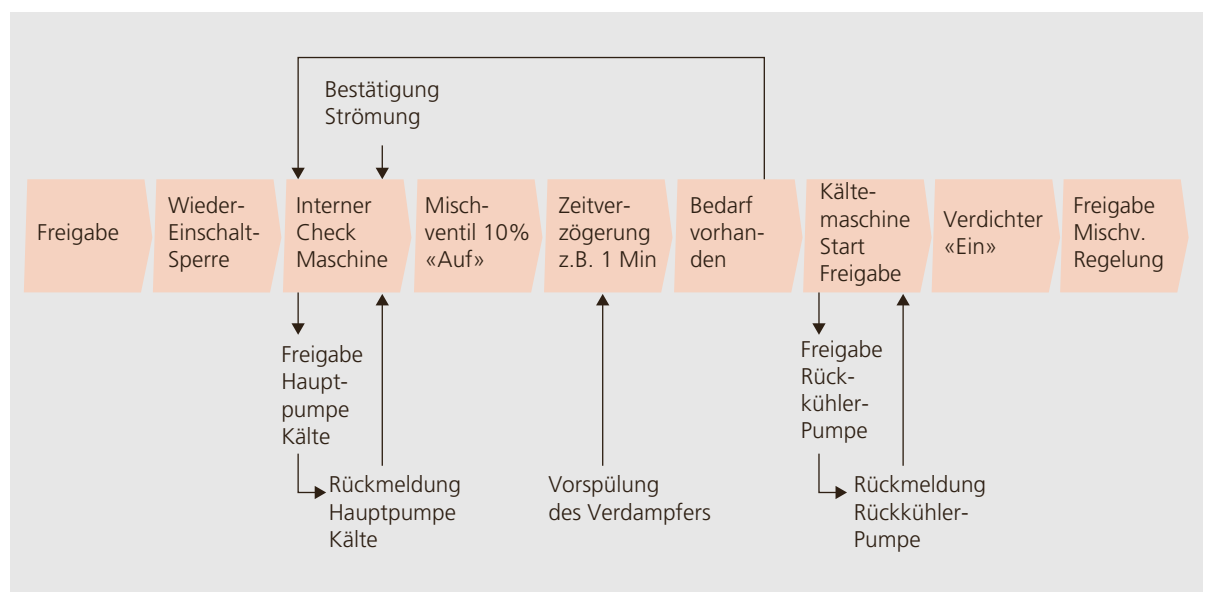 Bestätigung
Strömung
Freigabe
Wieder-
Einschalt-
Sperre
Interner
Check
Maschine
Misch-
ventil 10%
«Auf»
Zeitver-
zögerung
z.B. 1 Min
Bedarf
vorhan-
den
Kälte-
maschine
Start
Freigabe
Verdichter
«Ein»
Freigabe
Mischv.
Regelung
Freigabe
Haupt-
pumpe
Kälte
Rückmeldung
Hauptpumpe
Kälte
Vorspülung
des Verdampfers
Freigabe
Rück-
kühler-
Pumpe
Rückmeldung
Rückkühler-
Pumpe